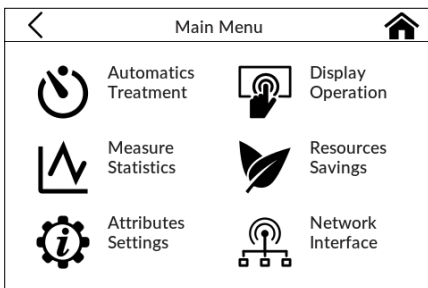 Main Menu
Automatics
Treatment
Display
Operation
Measure
Statistics
Resources
Savings
Attributes
Settings
Network
Interface